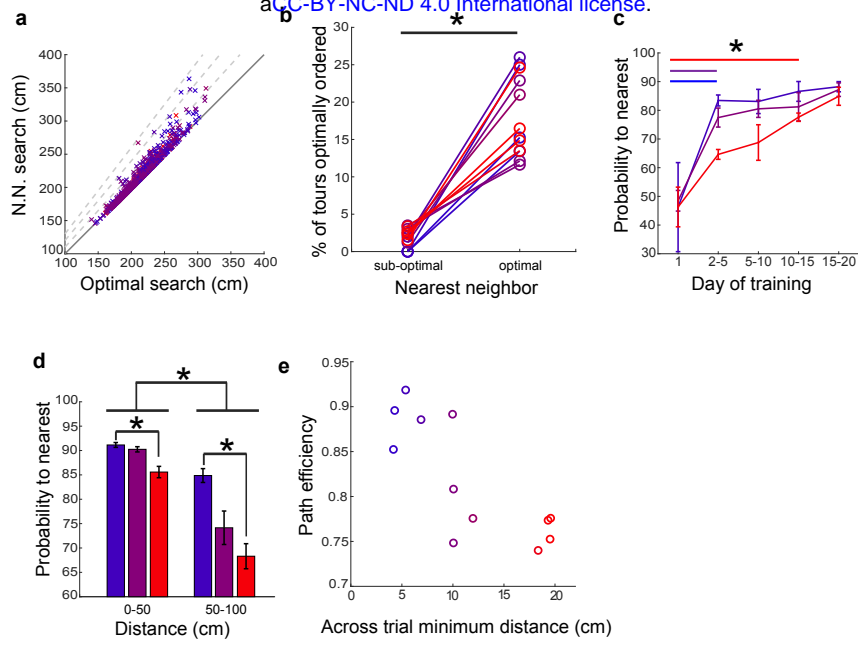 aCC-BY-NC-ND 4.0 International license.
a
400
350
300
250
200
150
100
N.N. search (cm)
100 150 200 250 300 350 400
Optimal search (cm)
b
*
30
25
20
15
10
5
0
% of tours optimally ordered
sub-optimal optimal
Nearest neighbor
c
*
100
90
80
70
60
50
40
30
Probability to nearest
1 2-5 5-10 10-15 15-20
Day of training
d
*
*
*
100
95
90
85
80
75
70
65
60
Probability to nearest
0-50 50-100
Distance (cm)
e
0.95
0.9
0.85
0.8
0.7
Path efficiency
0 5 10 15 20
Across trial minimum distance (cm)